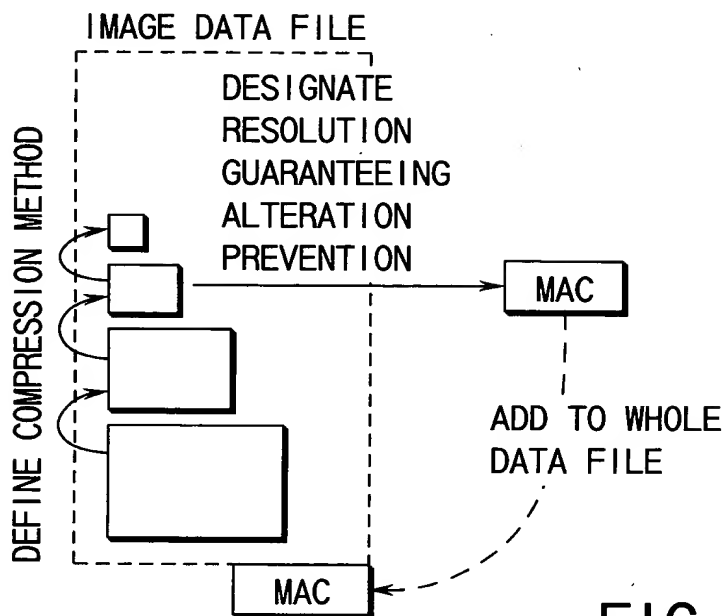 IMAGE DATA FILE
DESIGNATE
RESOLUTION
GUARANTEEING
ALTERATION
PREVENTION
DEFINE COMPRESSION METHOD
MAC
ADD TO WHOLE
DATA FILE
MAC
FIG